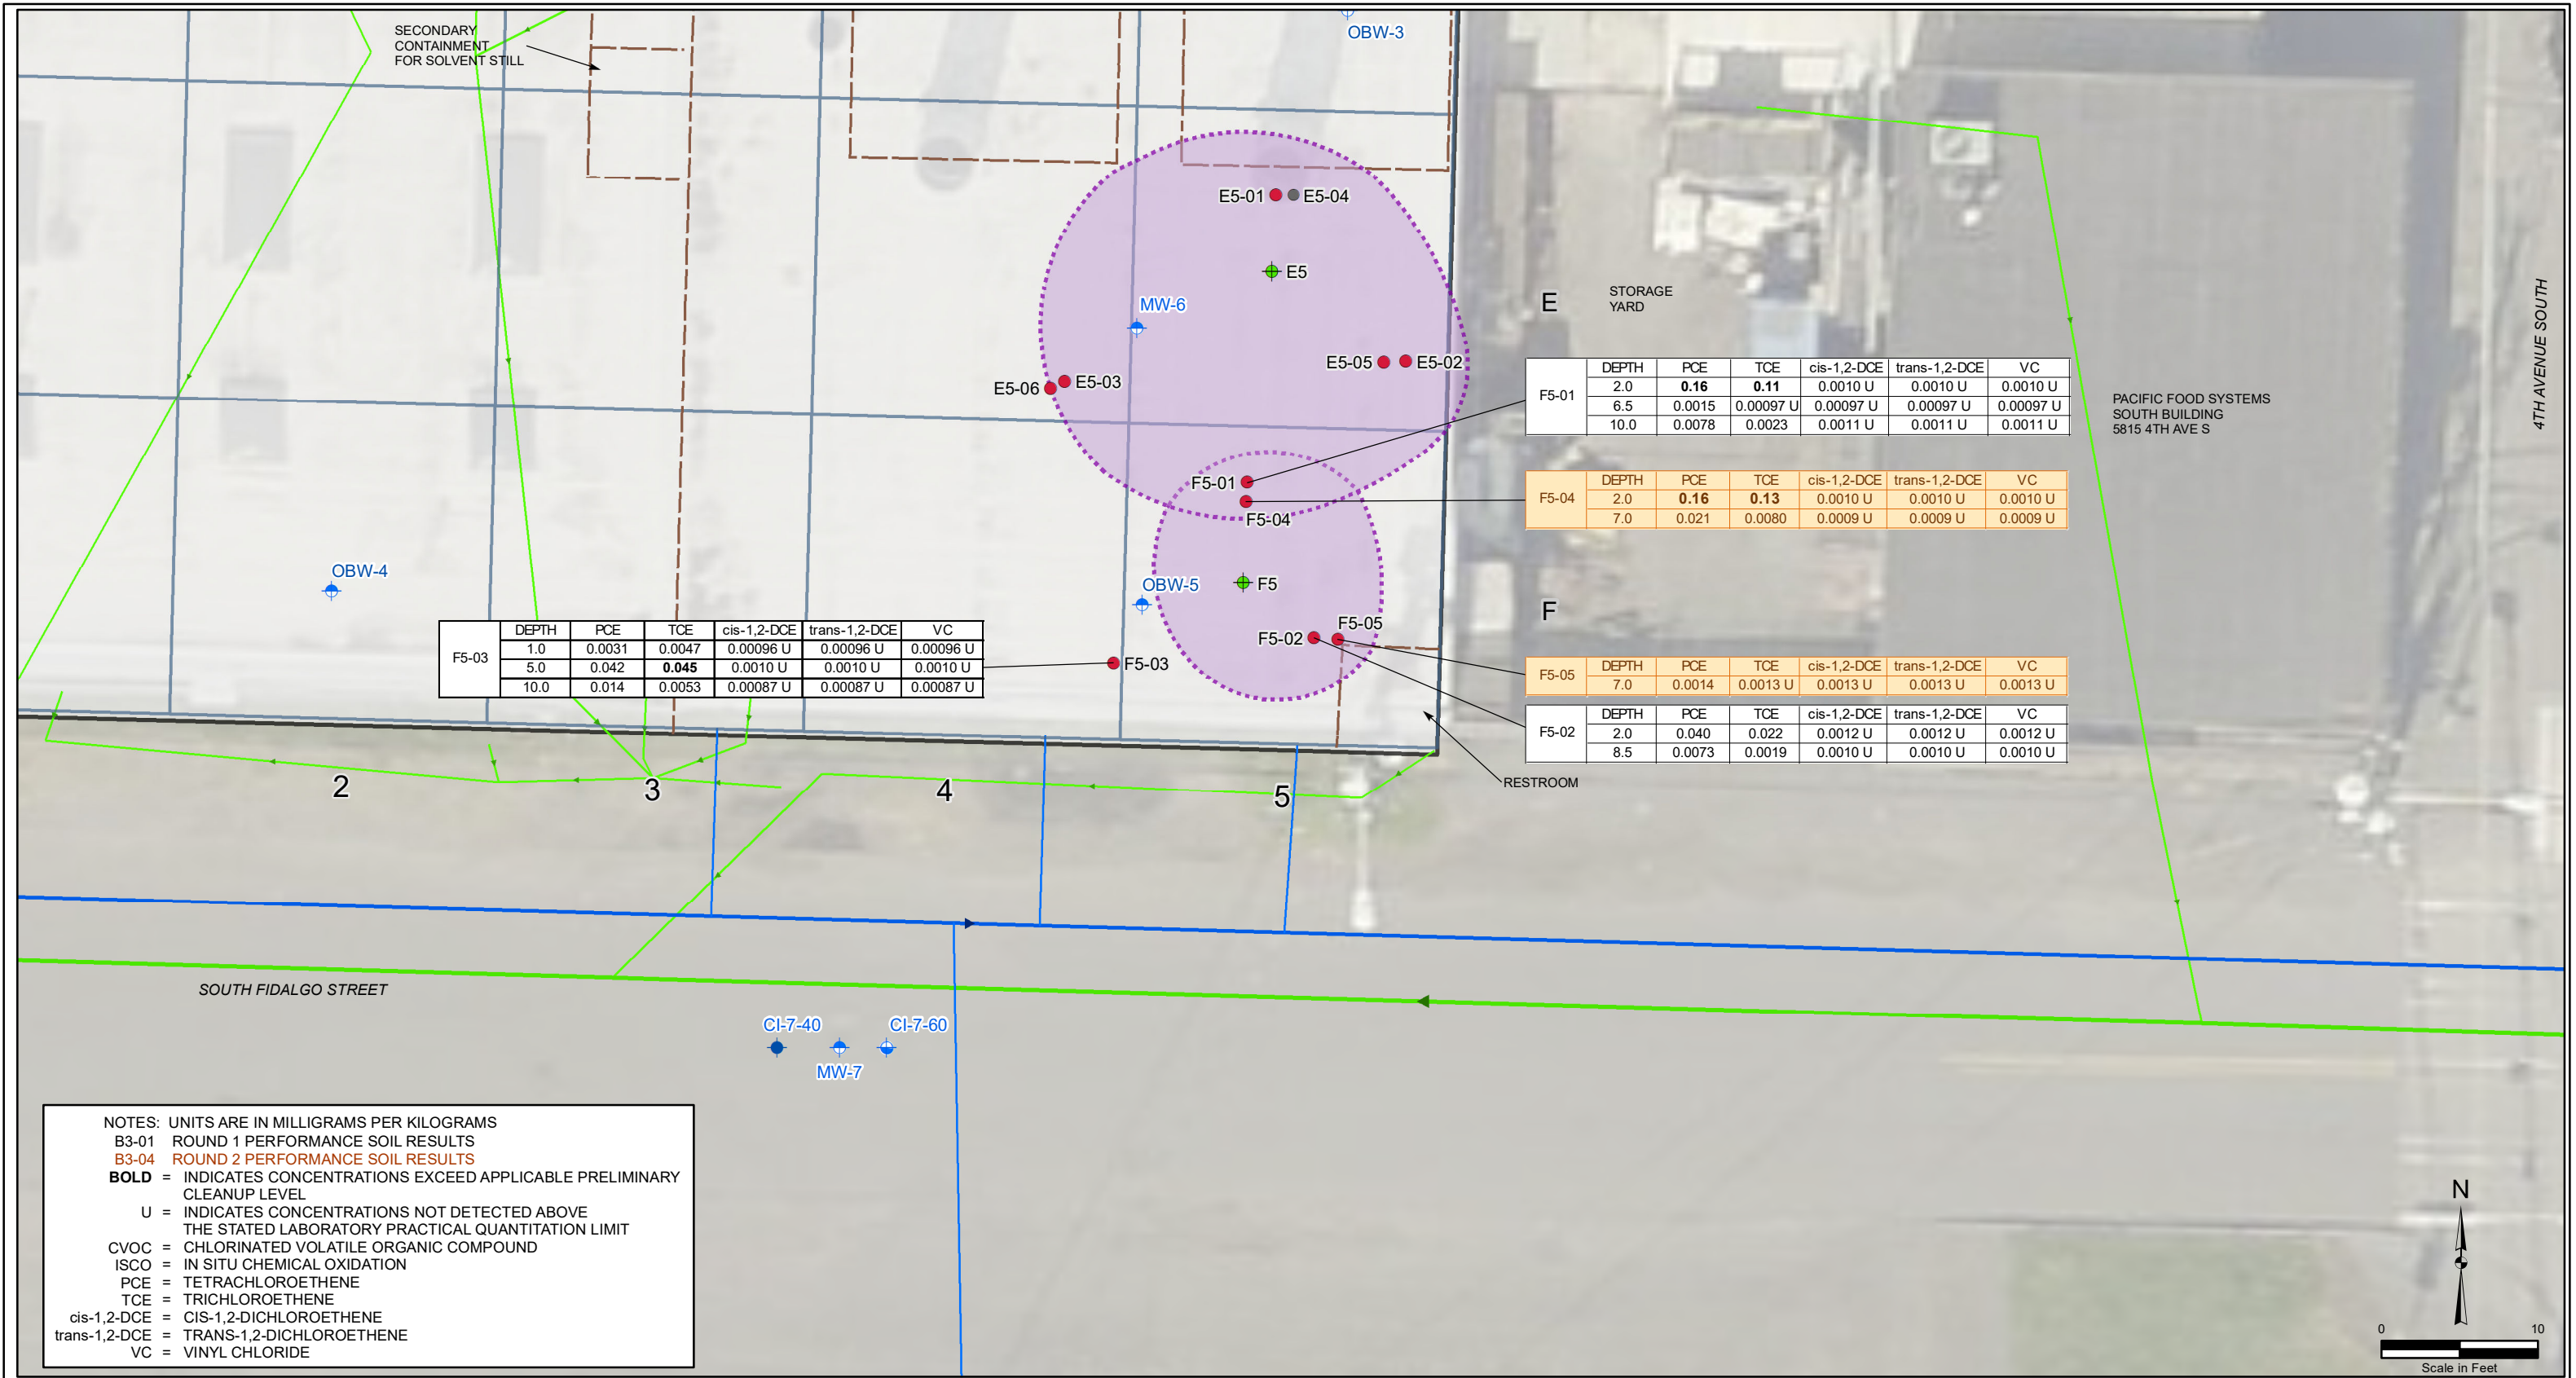 SECONDARY
CONTAINMENT
FOR SOLVENT STILL
OBW-3
E5-01
E5-04
E5
MW-6
E5-05
E5-02
E5-06
E5-03
E
STORAGE
YARD
4TH AVENUE SOUTH
PACIFIC FOOD SYSTEMS
SOUTH BUILDING
5815 4TH AVE S
F5-01
DEPTH PCE TCE cis-1,2-DCE trans-1,2-DCE VC
2.0 0.16 0.11 0.0010 U 0.0010 U 0.0010 U
6.5 0.0015 0.00097 U 0.00097 U 0.00097 U 0.00097 U
10.0 0.0078 0.0023 0.0011 U 0.0011 U 0.0011 U
F5-01
F5-04
F5-04
DEPTH PCE TCE cis-1,2-DCE trans-1,2-DCE VC
2.0 0.16 0.13 0.0010 U 0.0010 U 0.0010 U
7.0 0.021 0.0080 0.0009 U 0.0009 U 0.0009 U
OBW-4
OBW-5
F5
F
F5-05
F5-02
F5-03
F5-03
DEPTH PCE TCE cis-1,2-DCE trans-1,2-DCE VC
1.0 0.0031 0.0047 0.00096 U 0.00096 U 0.00096 U
5.0 0.042 0.045 0.0010 U 0.0010 U 0.0010 U
10.0 0.014 0.0053 0.00087 U 0.00087 U 0.00087 U
F5-05
DEPTH PCE TCE cis-1,2-DCE trans-1,2-DCE VC
7.0 0.0014 0.0013 U 0.0013 U 0.0013 U 0.0013 U
F5-02
DEPTH PCE TCE cis-1,2-DCE trans-1,2-DCE VC
2.0 0.040 0.022 0.0012 U 0.0012 U 0.0012 U
8.5 0.0073 0.0019 0.0010 U 0.0010 U 0.0010 U
RESTROOM
2 3 4 5
SOUTH FIDALGO STREET
CI-7-40
CI-7-60
MW-7
NOTES: UNITS ARE IN MILLIGRAMS PER KILOGRAMS
B3-01 ROUND 1 PERFORMANCE SOIL RESULTS
B3-04 ROUND 2 PERFORMANCE SOIL RESULTS
BOLD = INDICATES CONCENTRATIONS EXCEED APPLICABLE PRELIMINARY
CLEANUP LEVEL
U = INDICATES CONCENTRATIONS NOT DETECTED ABOVE
THE STATED LABORATORY PRACTICAL QUANTITATION LIMIT
CVOC = CHLORINATED VOLATILE ORGANIC COMPOUND
ISCO = IN SITU CHEMICAL OXIDATION
PCE = TETRACHLOROETHENE
TCE = TRICHLOROETHENE
cis-1,2-DCE = CIS-1,2-DICHLOROETHENE
trans-1,2-DCE = TRANS-1,2-DICHLOROETHENE
VC = VINYL CHLORIDE
N
0 10
Scale in Feet